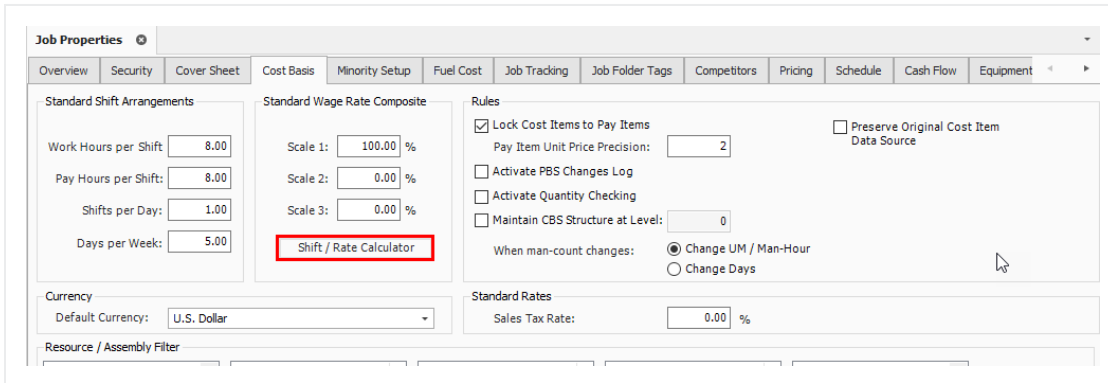 Job Properties
Overview Security Cover Sheet Cost Basis Minority Setup Fuel Cost Job Tracking Job Folder Tags Competitors Pricing Schedule Cash Flow Equipment
Standard Shift Arrangements
Work Hours per Shift 8.00
Pay Hours per Shift: 8.00
Shifts per Day: 1.00
Days per Week: 5.00
Standard Wage Rate Composite
Scale 1: 100.00 %
Scale 2: 0.00 %
Scale 3: 0.00 %
Shift / Rate Calculator
Rules
Lock Cost Items to Pay Items
Pay Item Unit Price Precision: 2
Activate PBS Changes Log
Activate Quantity Checking
Maintain CBS Structure at Level: 0
When man-count changes: Change UM / Man-Hour
Change Days
Preserve Original Cost Item
Data Source
Currency
Default Currency: U.S. Dollar
Standard Rates
Sales Tax Rate: 0.00 %
Resource / Assembly Filter